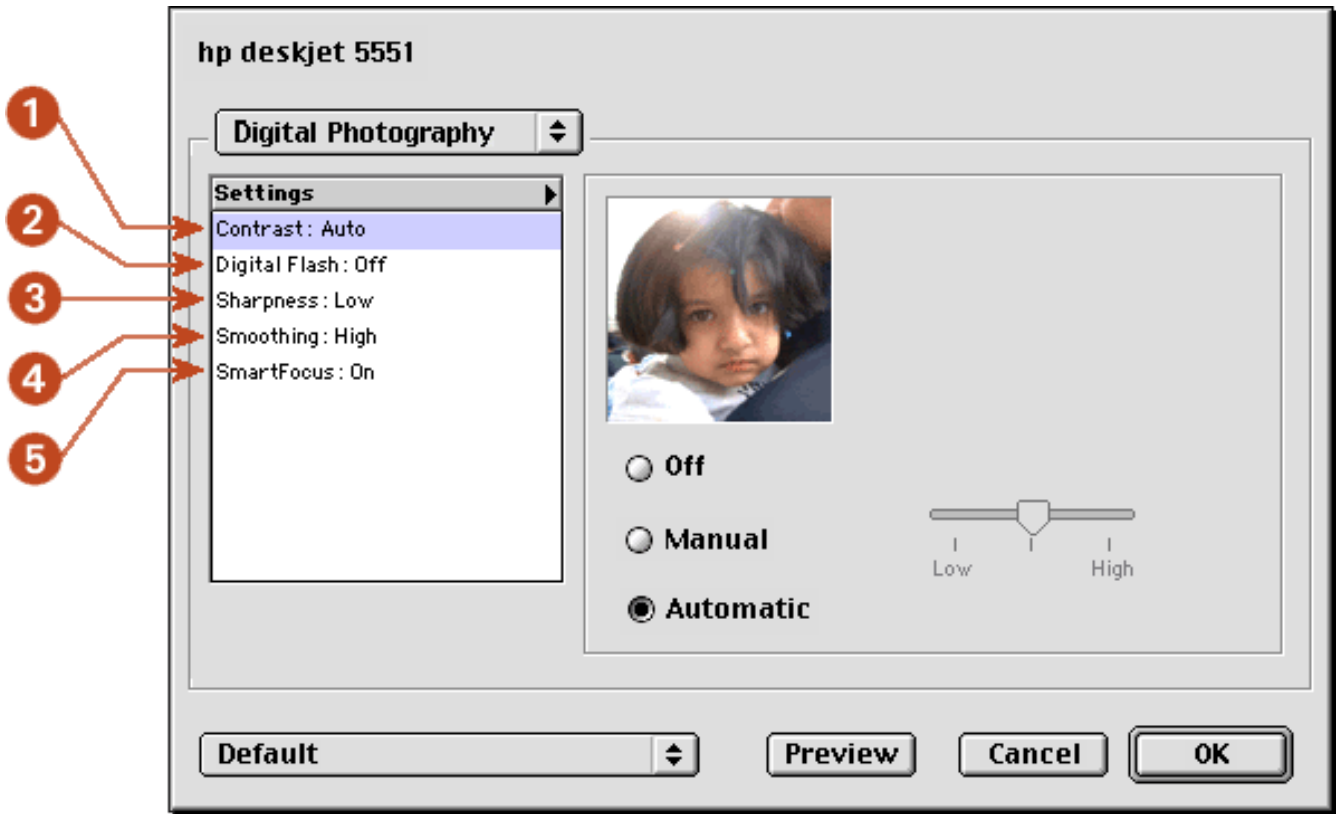 hp deskjet 5551
1
Digital Photography
Settings
2
Contrast: Auto
Digital Flash: Off
3
Sharpness: Low
4
Smoothing: High
5
SmartFocus: On
Off
Manual
Low High
Automatic
Default Preview Cancel OK